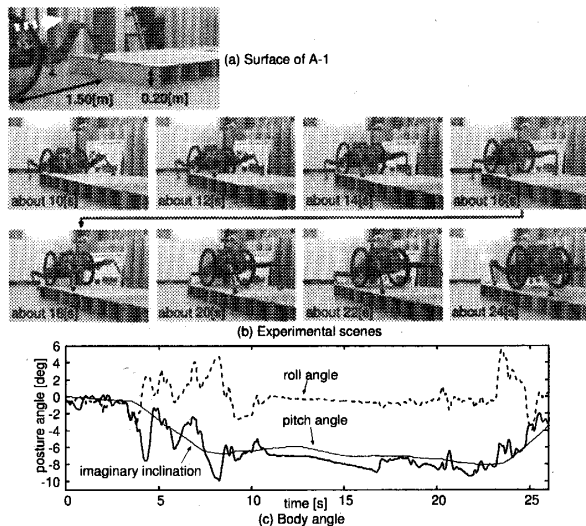 (a) Surface of A-1
1.50[m]
0.20[m]
about 10[s]
about 12[s]
about 14[s]
about 16[s]
about 18[s]
about 20[s]
about 22[s]
about 24[s]
(b) Experimental scenes
posture angle [deg]
6
4
2
0
-2
-4
-6
-8
-10
roll angle
pitch angle
imaginary inclination
0
5
10
15
20
25
time [s]
(c) Body angle